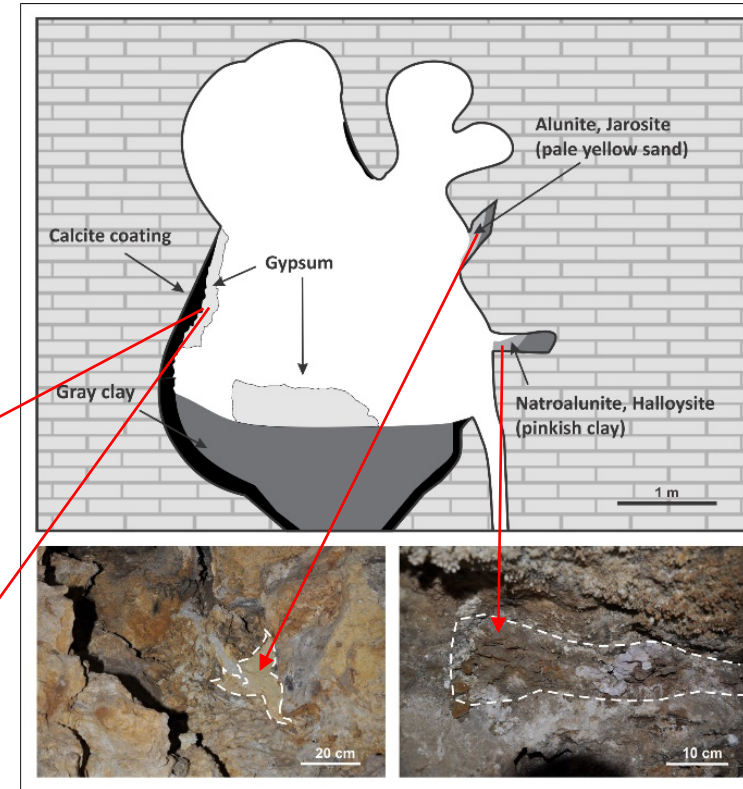 Alunite, Jarosite
(pale yellow sand)
Calcite coating
Gypsum
Gray clay
Natroalunite, Halloysite
(pinkish clay)
1 m
20 cm
10 cm